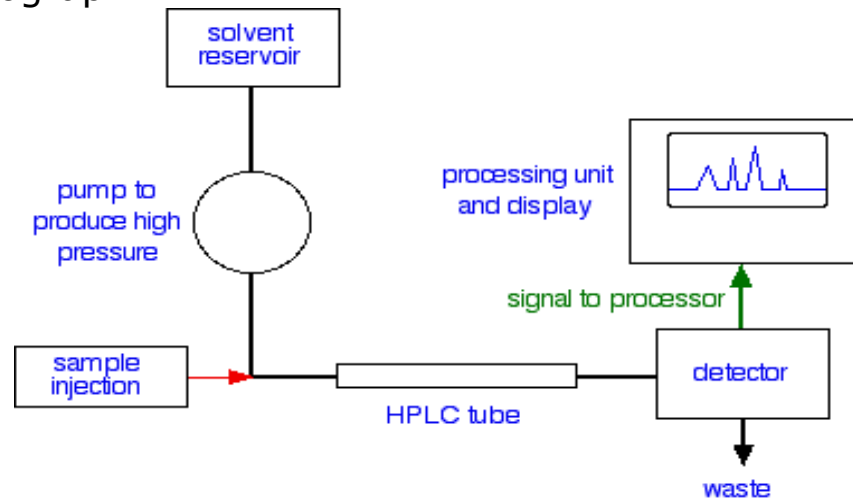 solvent
reservoir
pump to
produce high
pressure
processing unit
and display
signal to processor
sample
injection
HPLC tube
detector
waste